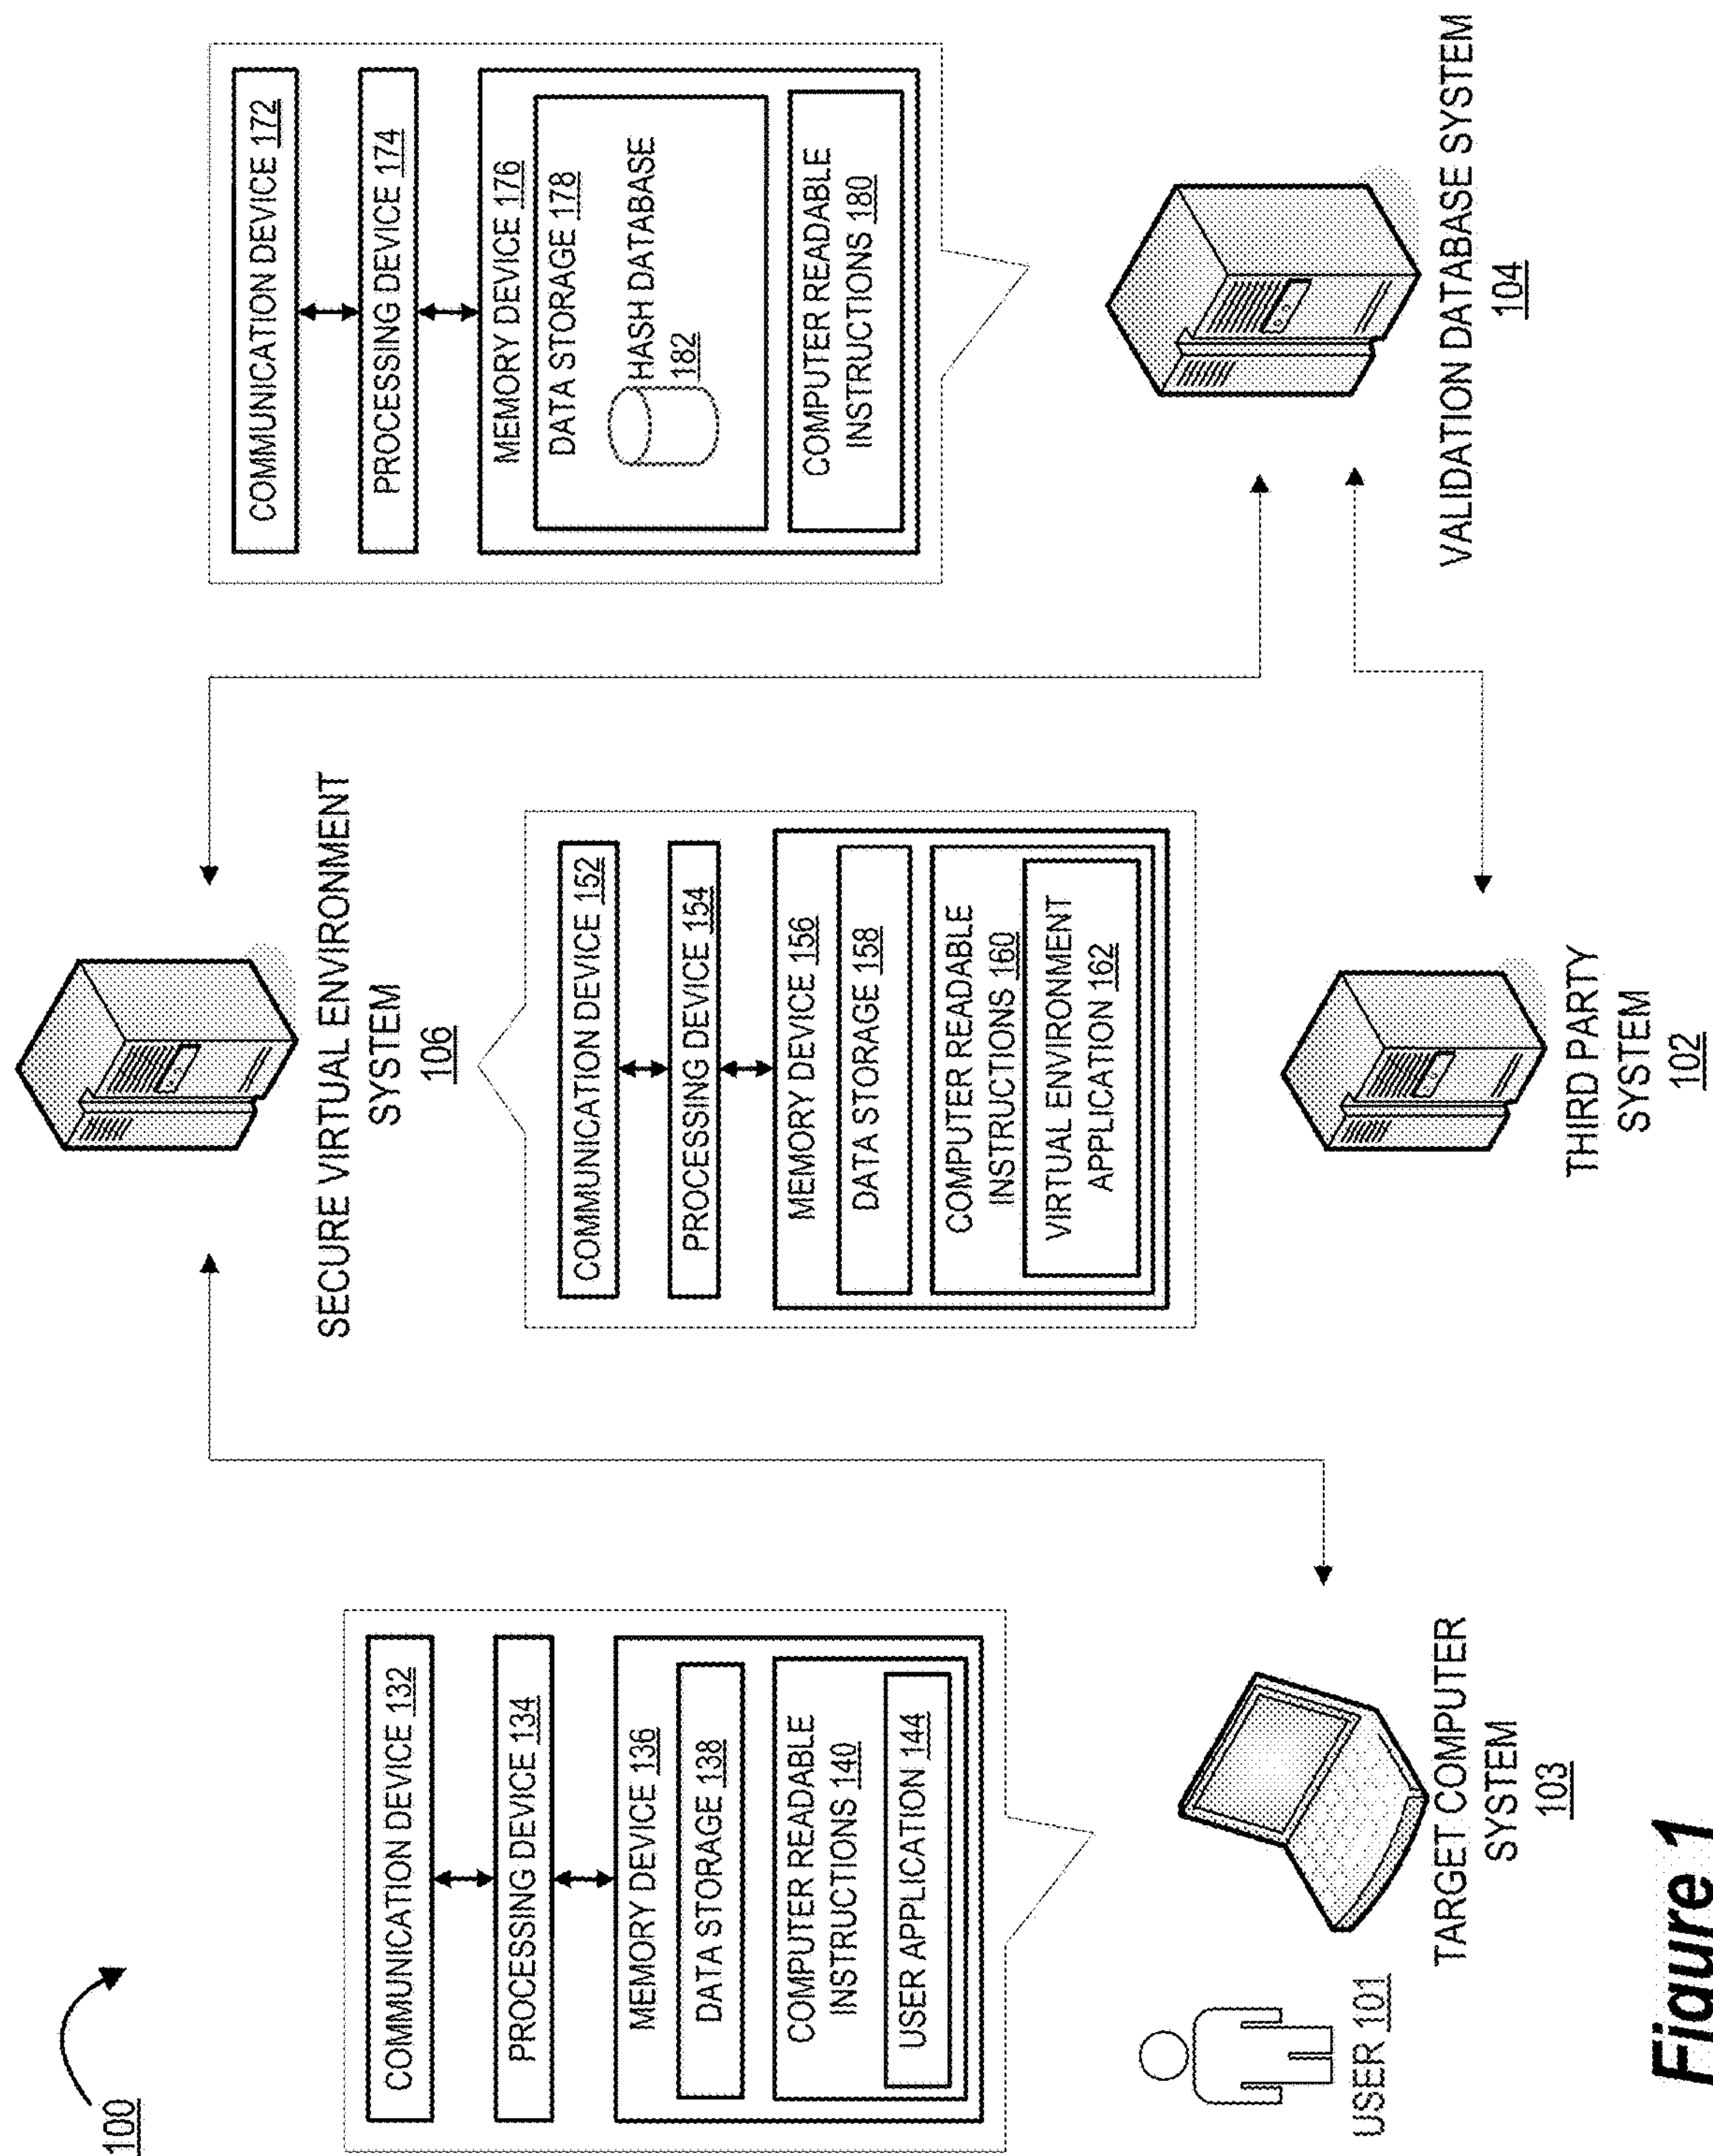 100
COMMUNICATION DEVICE 132
PROCESSING DEVICE 134
MEMORY DEVICE 136
DATA STORAGE 138
COMPUTER READABLE
INSTRUCTIONS 140
USER APPLICATION 144
USER 101
TARGET COMPUTER
SYSTEM
103
SECURE VIRTUAL ENVIRONMENT
SYSTEM
106
COMMUNICATION DEVICE 152
PROCESSING DEVICE 154
MEMORY DEVICE 156
DATA STORAGE 158
COMPUTER READABLE
INSTRUCTIONS 160
VIRTUAL ENVIRONMENT
APPLICATION 162
THIRD PARTY
SYSTEM
102
COMMUNICATION DEVICE 172
PROCESSING DEVICE 174
MEMORY DEVICE 176
DATA STORAGE 178
HASH DATABASE
182
COMPUTER READABLE
INSTRUCTIONS 180
VALIDATION DATABASE SYSTEM
104
Figure 1